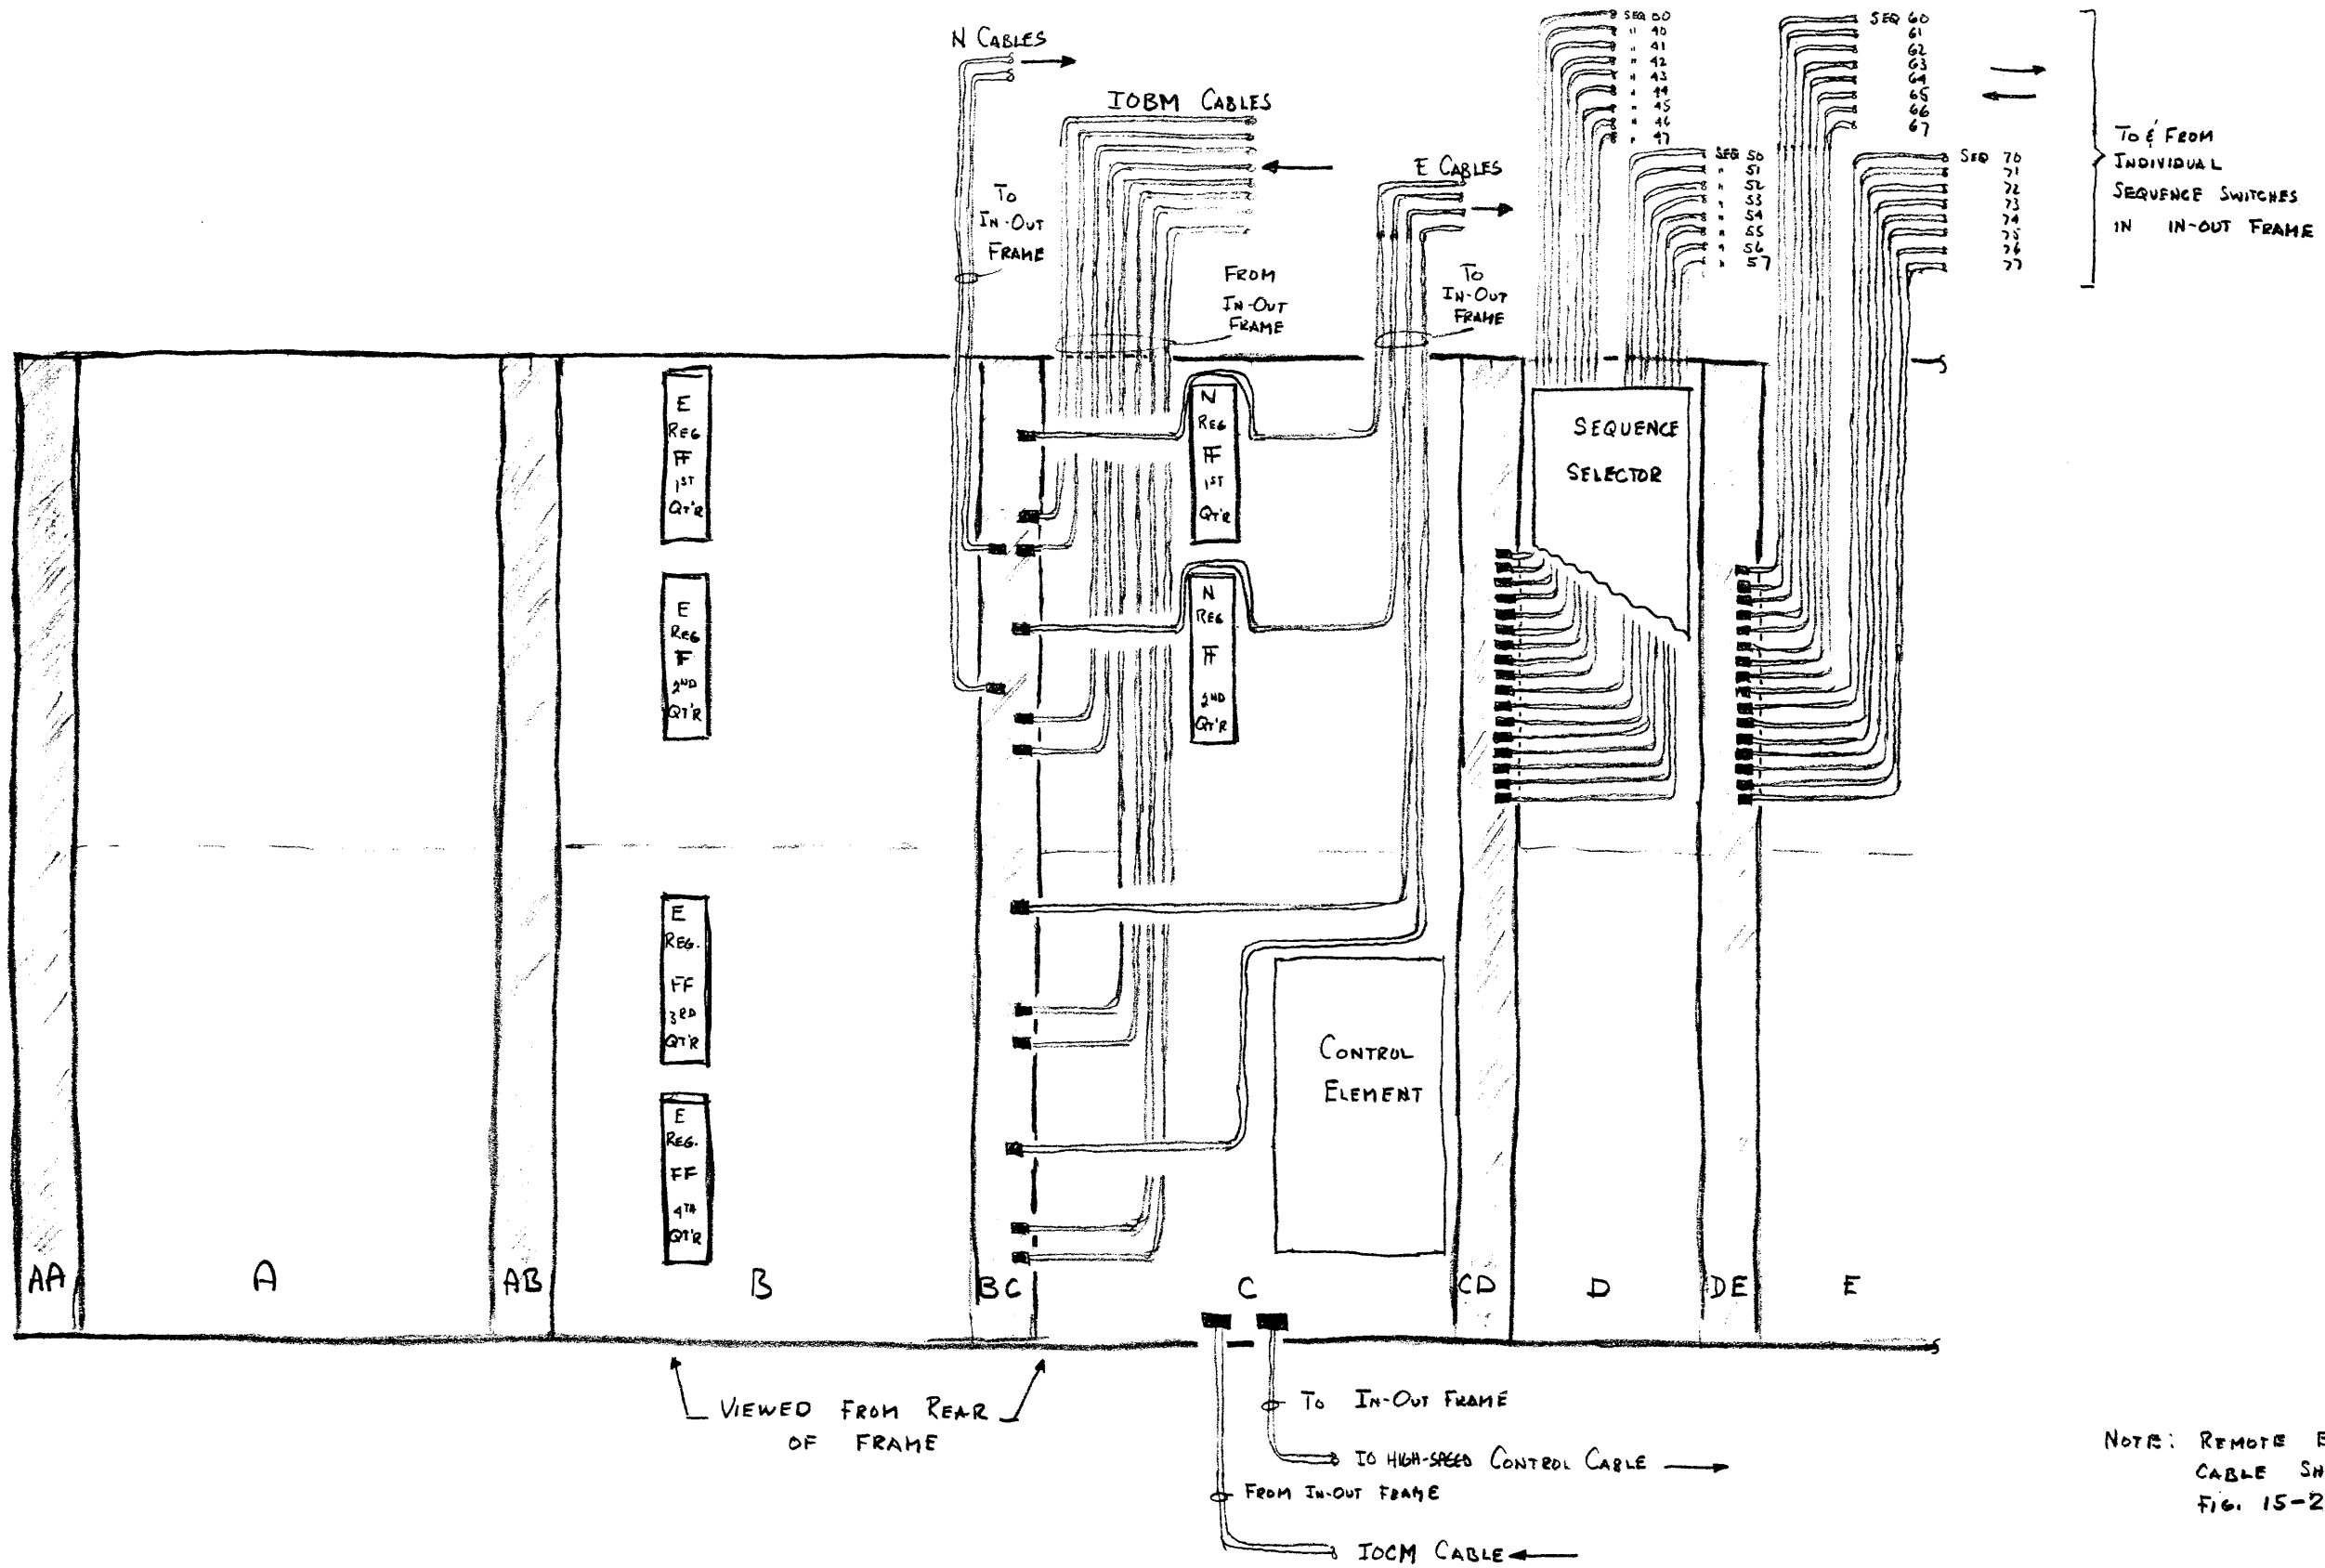 N CABLES
IOBM CABLES
E CABLES
TO
IN-OUT
FRAME
FROM
IN-OUT
FRAME
TO
IN-OUT
FRAME
SEQ 00
" 40
" 41
" 42
" 43
" 44
" 45
" 46
" 47
SEQ 50
" 51
" 52
" 53
" 54
" 55
" 56
" 57
SEQ 60
61
62
63
64
65
66
67
SEQ 70
71
72
73
74
75
76
77
TO & FROM
INDIVIDUAL
SEQUENCE SWITCHES
IN IN-OUT FRAME
E
REG
FF
1ST
QT'R
E
REG
FF
2ND
QT'R
E
REG.
FF
3RD
QT'R
E
REG.
FF
4TH
QT'R
N
REG
FF
1ST
QT'R
N
REG
FF
2ND
QT'R
SEQUENCE
SELECTOR
CONTROL
ELEMENT
AA A AB B BC C CD D DE E
VIEWED FROM REAR
OF FRAME
TO IN-OUT FRAME
IO HIGH-SPEED CONTROL CABLE
FROM IN-OUT FRAME
IOCM CABLE
NOTE: REMOTE E
CABLE SH
FIG. 15-2